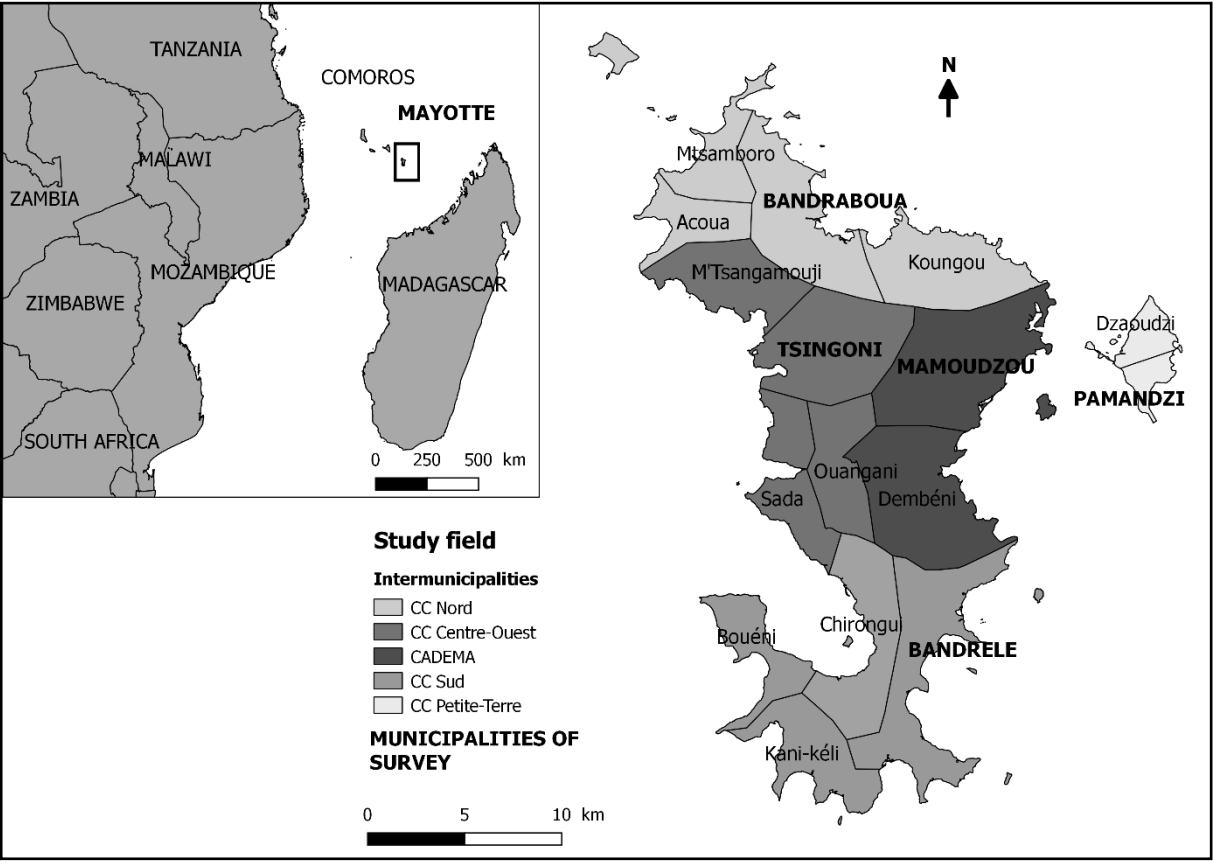 TANZANIA
COMOROS
MAYOTTE
MALAWI
ZAMBIA
MOZAMBIQUE
ZIMBABWE
MADAGASCAR
SOUTH AFRICA
0 250 500 km
N
Mtsamboro
BANDRABOUA
Acoua
Koungou
M'Tsangamouji
Dzaoudzi
TSINGONI
MAMOUDZOU
PAMANDZI
Ouangani
Sada
Dembéni
Chirongui
Bouéni
BANDRELE
Kani-kéli
Study field
Intermunicipalities
CC Nord
CC Centre-Ouest
CADEMA
CC Sud
CC Petite-Terre
MUNICIPALITIES OF
SURVEY
0 5 10 km